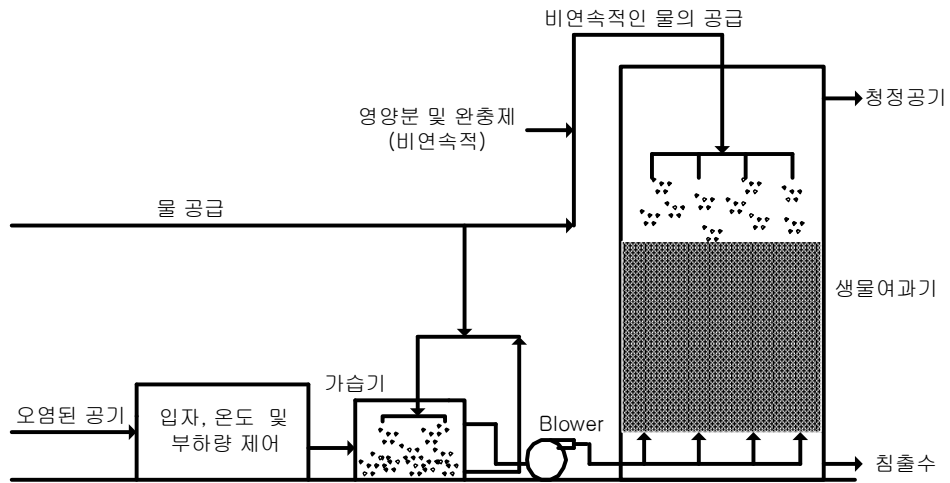 비연속적인 물의 공급
청정공기
영양분 및 완충제
(비연속적)
물 공급
생물여과기
가습기
오염된 공기
입자, 온도 및
부하량 제어
Blower
침출수